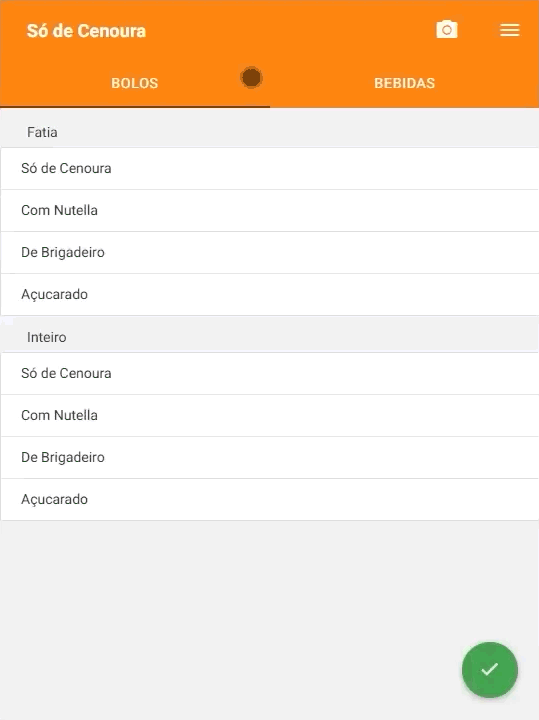 Só de Cenoura
BOLOS
BEBIDAS
Fatia
Só de Cenoura
Com Nutella
De Brigadeiro
Açucarado
Inteiro
Só de Cenoura
Com Nutella
De Brigadeiro
Açucarado